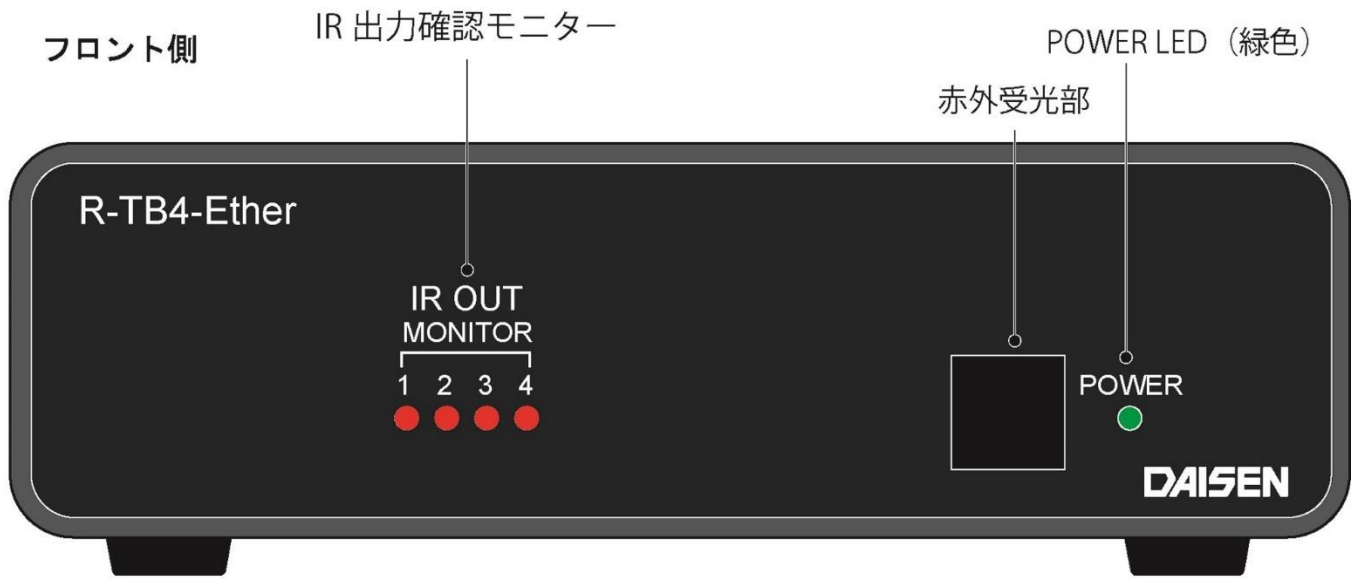 フロント側
IR 出力確認モニター
POWER LED（緑色）
赤外受光部
R-TB4-Ether
IR OUT
MONITOR
1 2 3 4
POWER
DAISEN